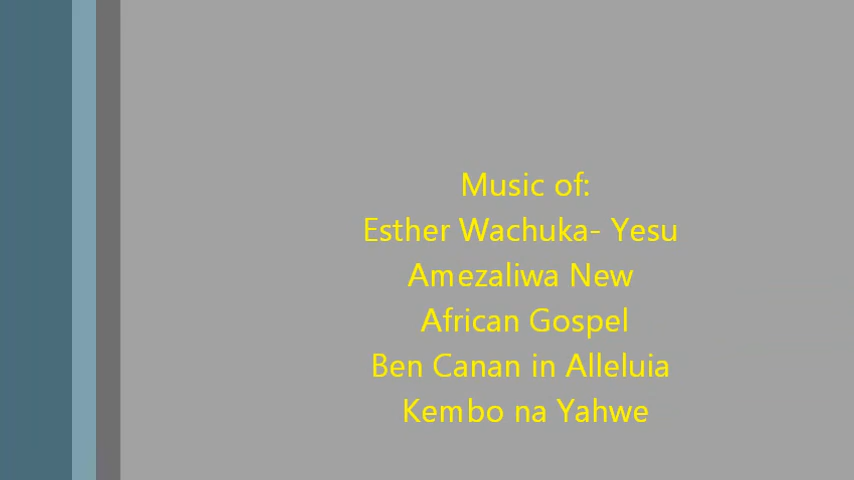 Music of:
Esther Wachuka- Yesu
Amezaliwa New
African Gospel
Ben Canan in Alleluia
Kembo na Yahwe